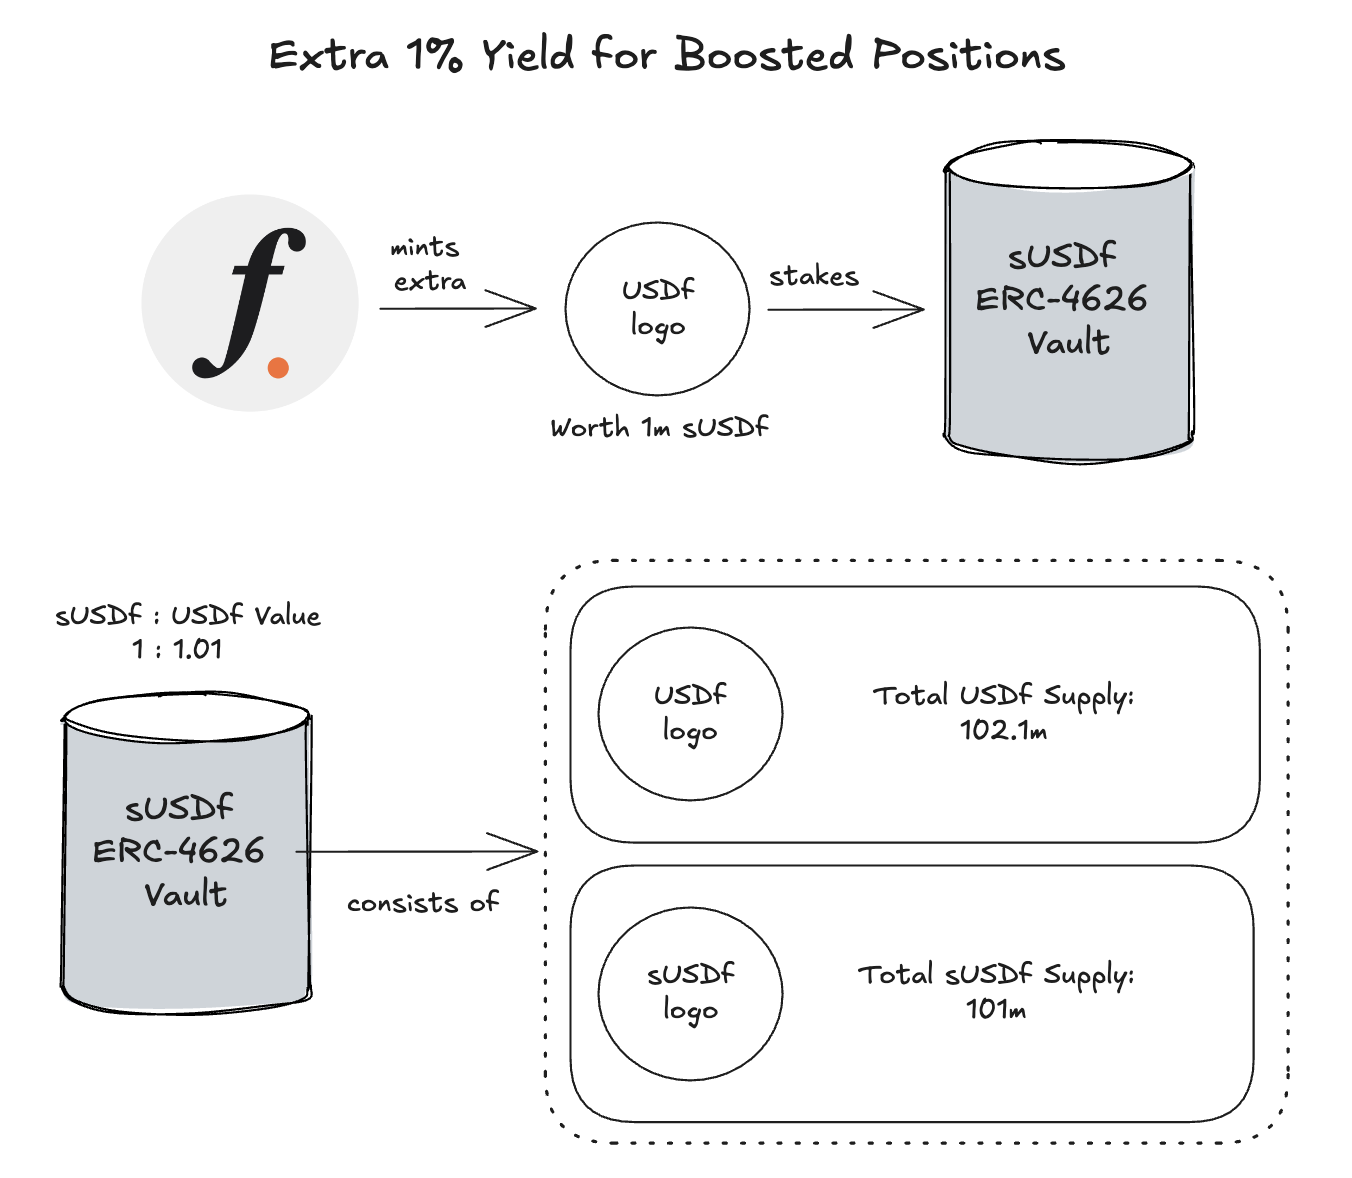 Extra 1% Yield for Boosted Positions
f.
mints
extra
USDf
logo
Worth 1m sUSDf
stakes
sUSDf
ERC-4626
Vault
sUSDf : USDf Value
1 : 1.01
sUSDf
ERC-4626
Vault
consists of
USDf
logo
Total USDf Supply:
102.1m
sUSDf
logo
Total sUSDf Supply:
101m